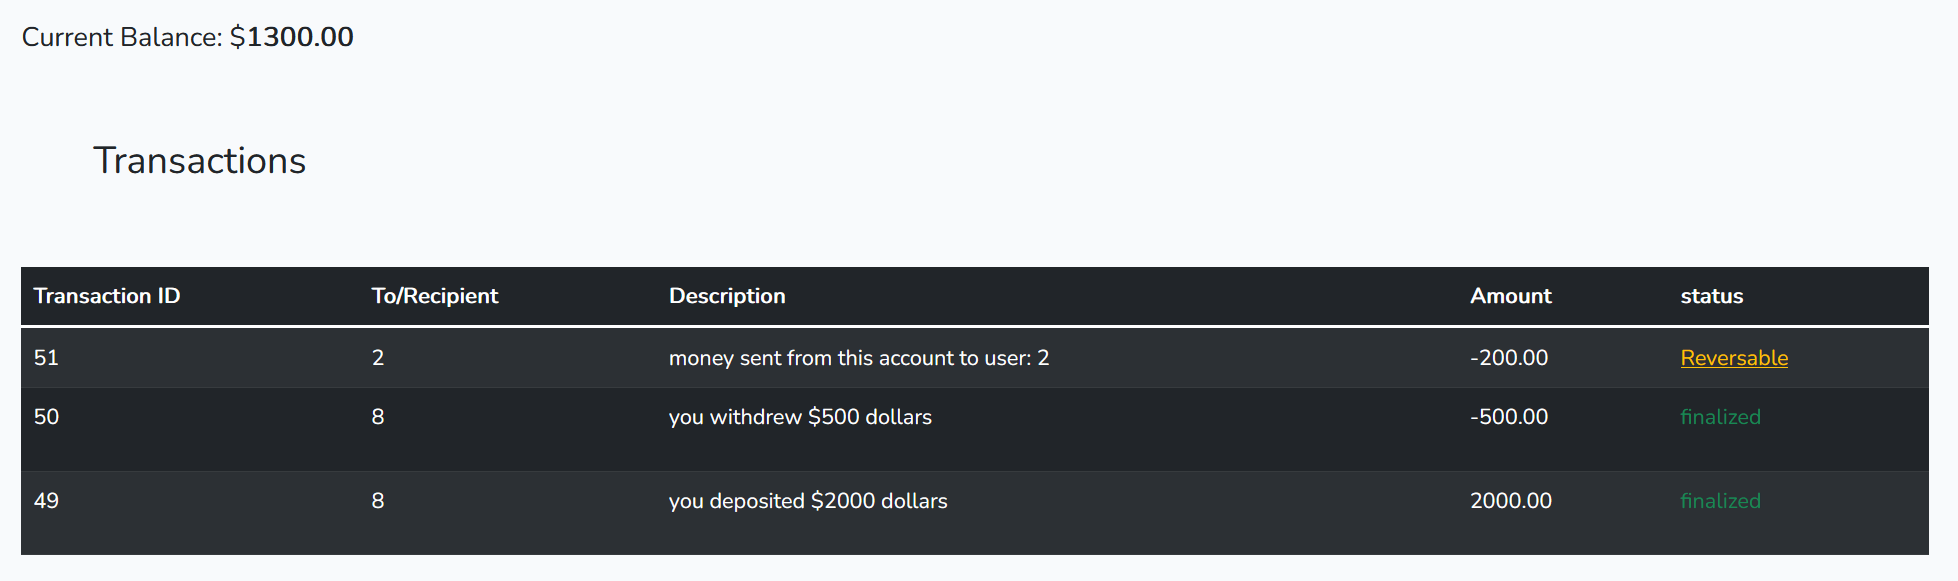 Current Balance: $1300.00
Transactions
Transaction ID To/Recipient Description Amount status
51 2 money sent from this account to user: 2 -200.00 Reversable
50 8 you withdrew $500 dollars -500.00 finalized
49 8 you deposited $2000 dollars 2000.00 finalized